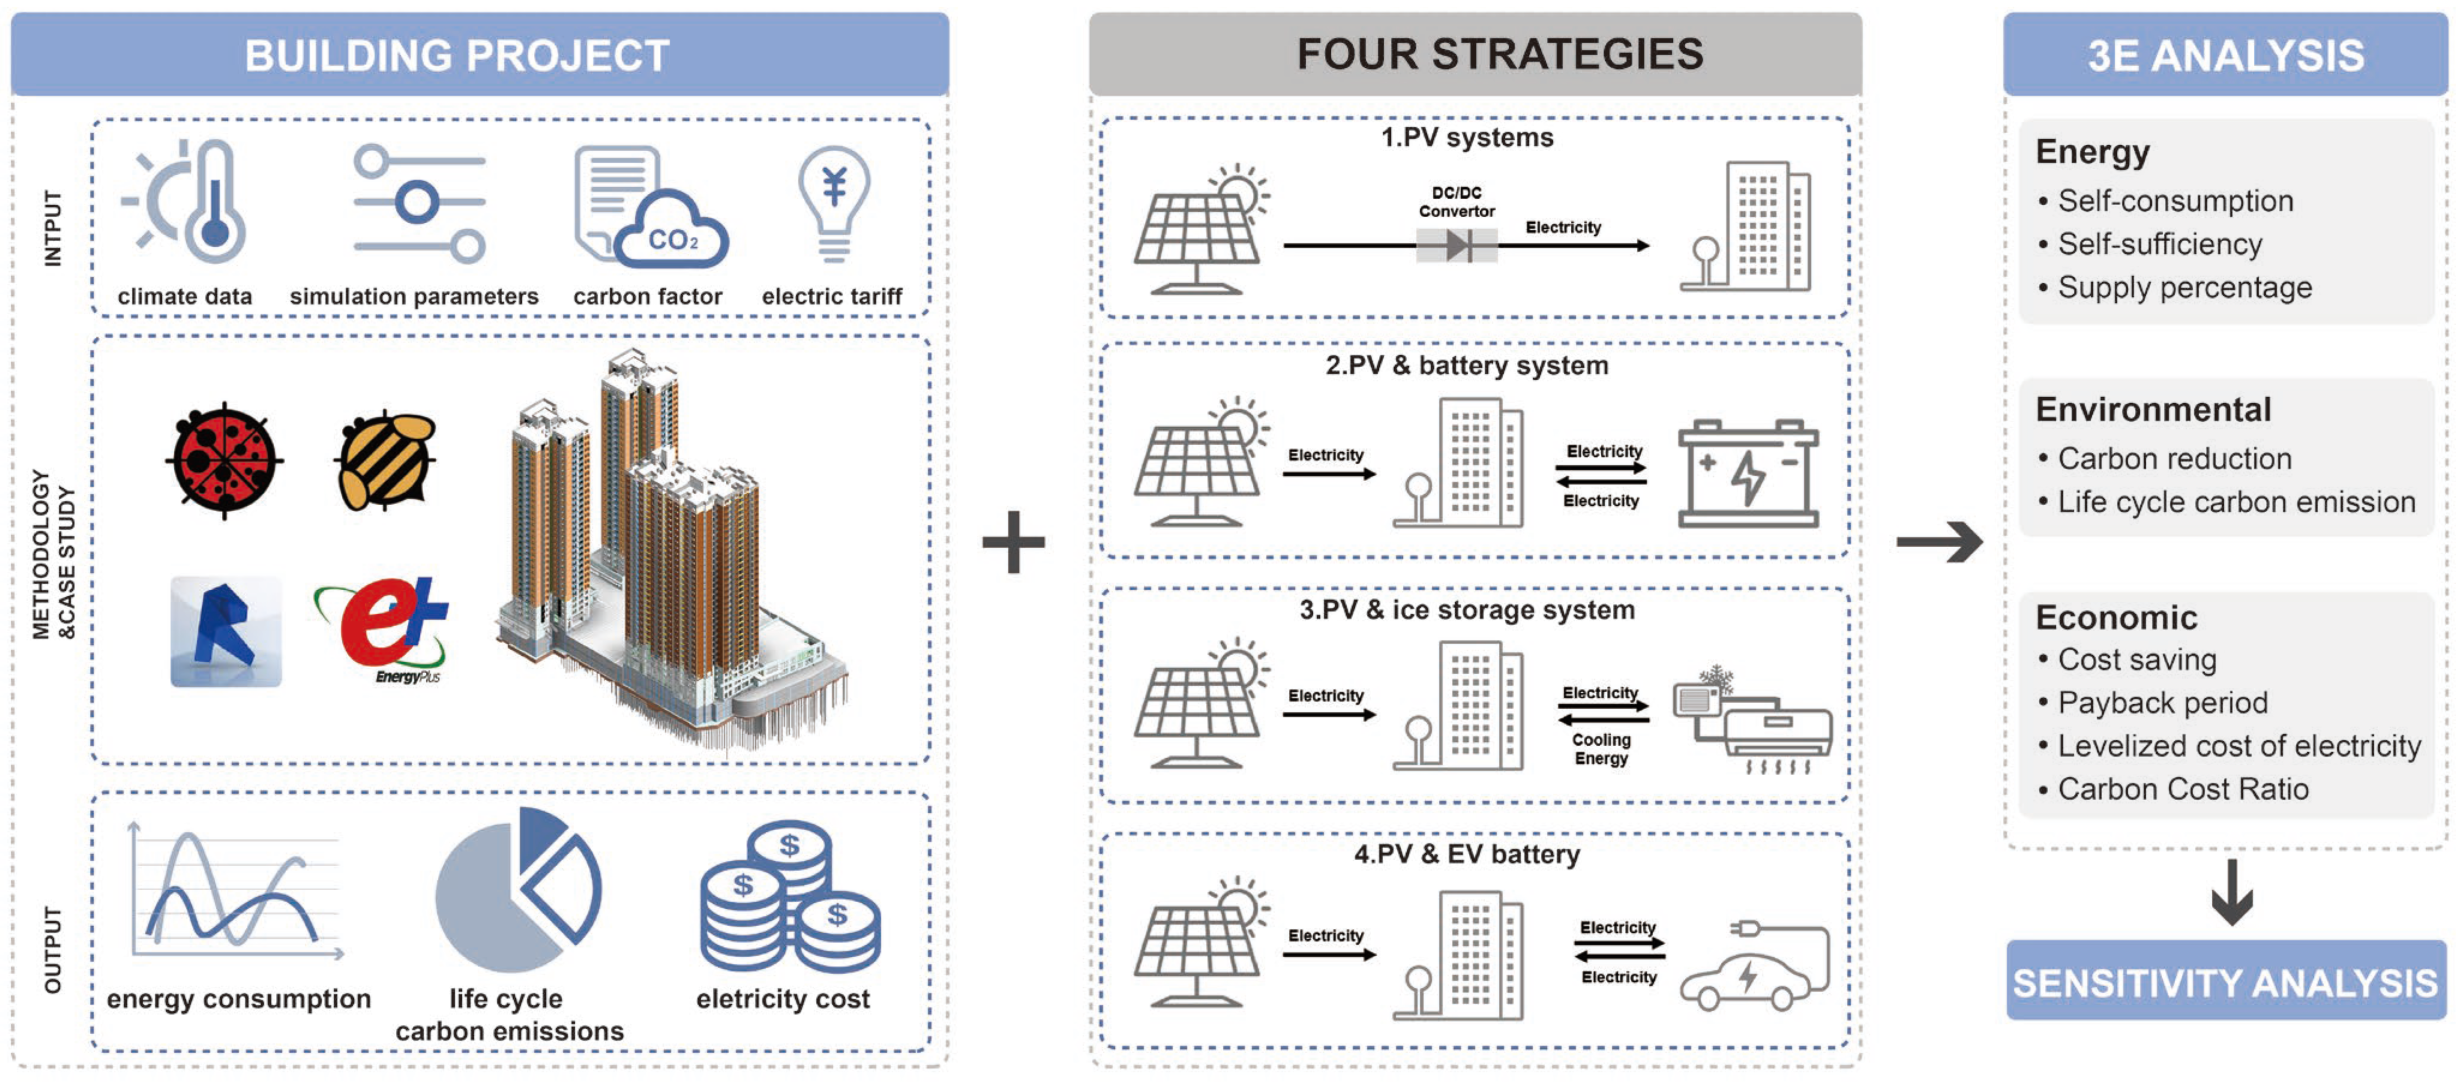 BUILDING PROJECT
INTPUT
¥
CO₂
climate data
simulation parameters
carbon factor
electric tariff
METHODOLOGY
&CASE STUDY
R
e+
EnergyPlus
OUTPUT
$
$
$
energy consumption
life cycle
carbon emissions
eletricity cost
+
FOUR STRATEGIES
1.PV systems
DC/DC
Convertor
Electricity
2.PV & battery system
Electricity
Electricity
Electricity
+ -
3.PV & ice storage system
Electricity
Electricity
Cooling
Energy
4.PV & EV battery
Electricity
Electricity
Electricity
3E ANALYSIS
Energy
• Self-consumption
• Self-sufficiency
• Supply percentage
Environmental
• Carbon reduction
• Life cycle carbon emission
Economic
• Cost saving
• Payback period
• Levelized cost of electricity
• Carbon Cost Ratio
SENSITIVITY ANALYSIS